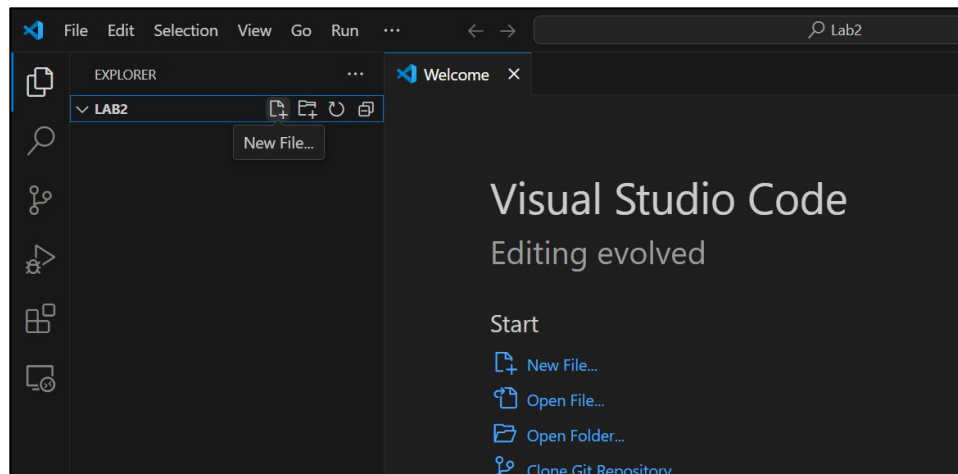 File Edit Selection View Go Run ... Lab2
EXPLORER ...
Welcome
LAB2
New File...
Visual Studio Code
Editing evolved
Start
New File...
Open File...
Open Folder...
Clone Git Repository